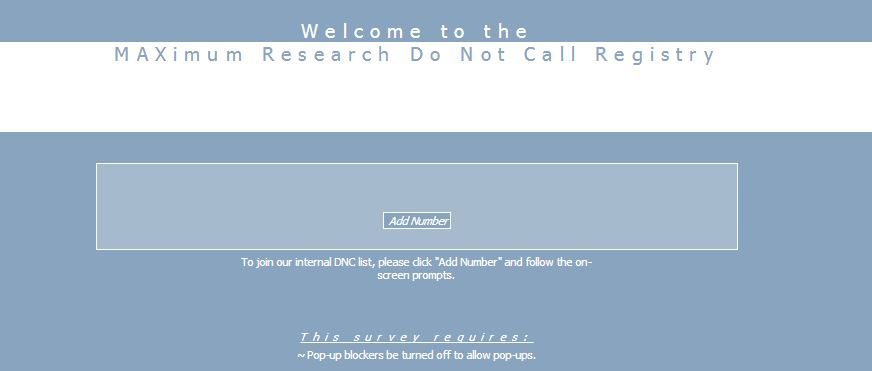 Welcome to the
MAXimum Research Do Not Call Registry
Add Number
To join our internal DNC list, please click "Add Number" and follow the on-
screen prompts.
This survey requires:
~ Pop-up blockers be turned off to allow pop-ups.